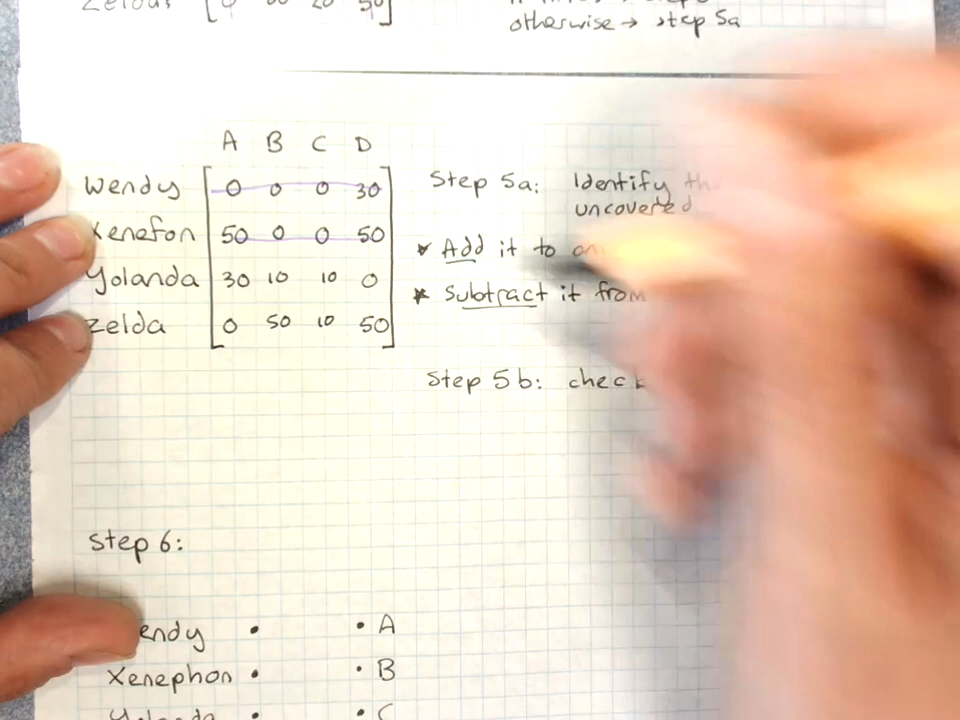 otherwise → step 5a
A B C D
Wendy 0 0 0 30
Xenefon 50 0 0 50
Yolanda 30 10 10 0
Zelda 0 50 10 50
Step 5a: Identify
uncovered
* Add it to
* Subtract it from
Step 5b: check
Step 6:
endy • • A
Xenephon • • B
• • C